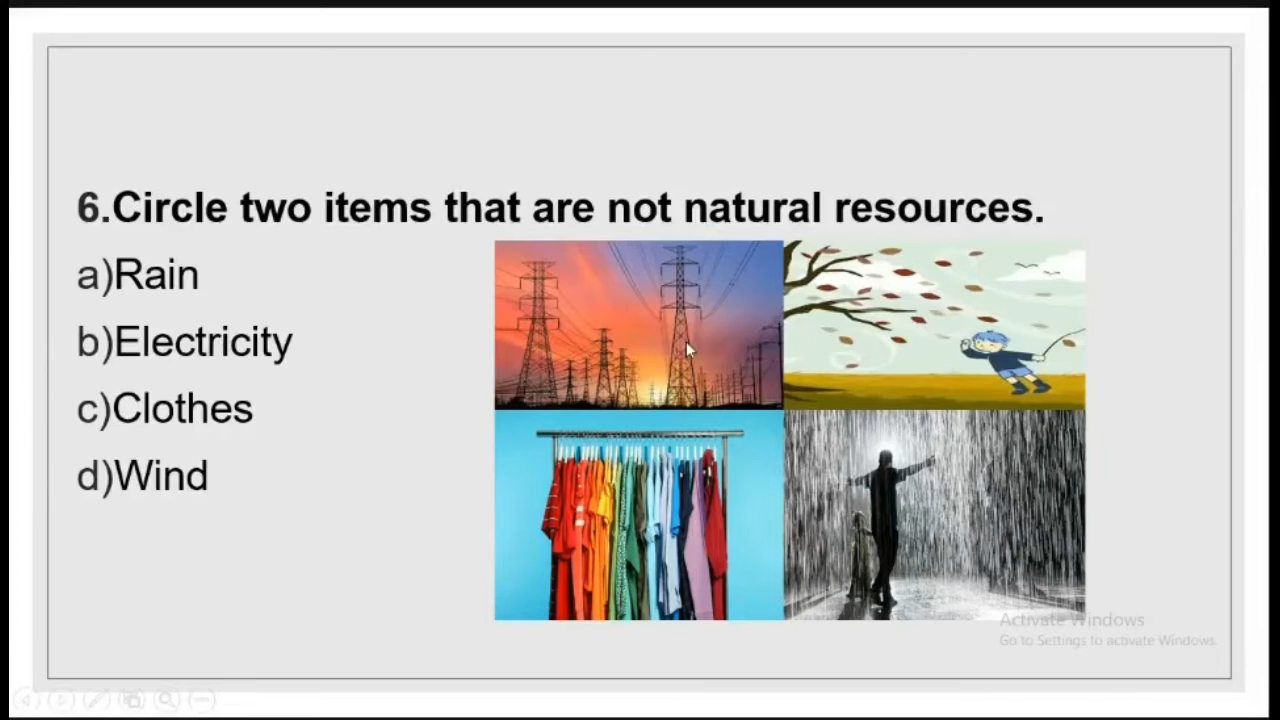 6.Circle two items that are not natural resources.
a)Rain
b)Electricity
c)Clothes
d)Wind
Activate Windows
Go to Settings to activate Windows.